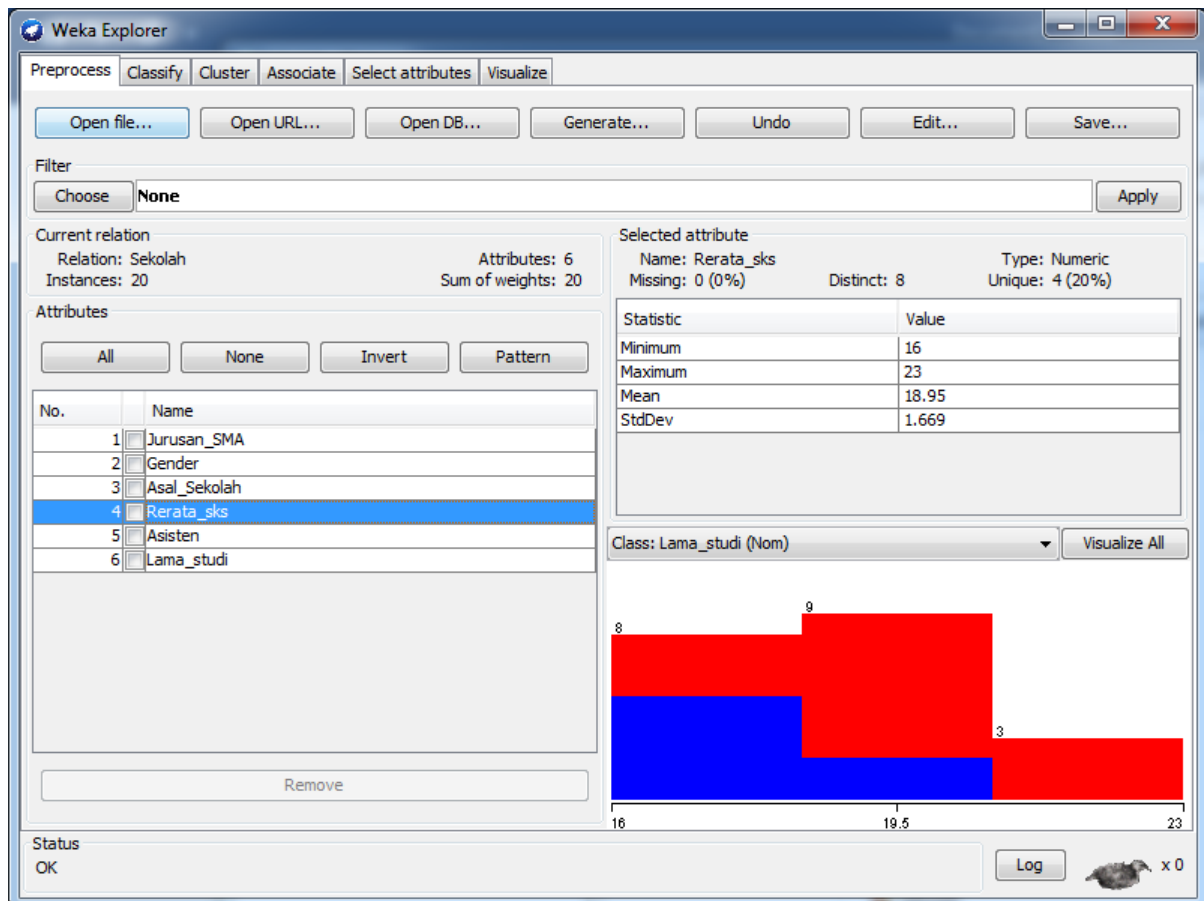 Weka Explorer
Preprocess Classify Cluster Associate Select attributes Visualize
Open file... Open URL... Open DB... Generate... Undo Edit... Save...
Filter
Choose None Apply
Current relation
Relation: Sekolah Attributes: 6
Instances: 20 Sum of weights: 20
Attributes
All None Invert Pattern
No. Name
1 Jurusan_SMA
2 Gender
3 Asal_Sekolah
4 Rerata_sks
5 Asisten
6 Lama_studi
Remove
Selected attribute
Name: Rerata_sks Type: Numeric
Missing: 0 (0%) Distinct: 8 Unique: 4 (20%)
Statistic Value
Minimum 16
Maximum 23
Mean 18.95
StdDev 1.669
Class: Lama_studi (Nom) Visualize All
8
9
3
16 19.5 23
Status
OK
Log x 0